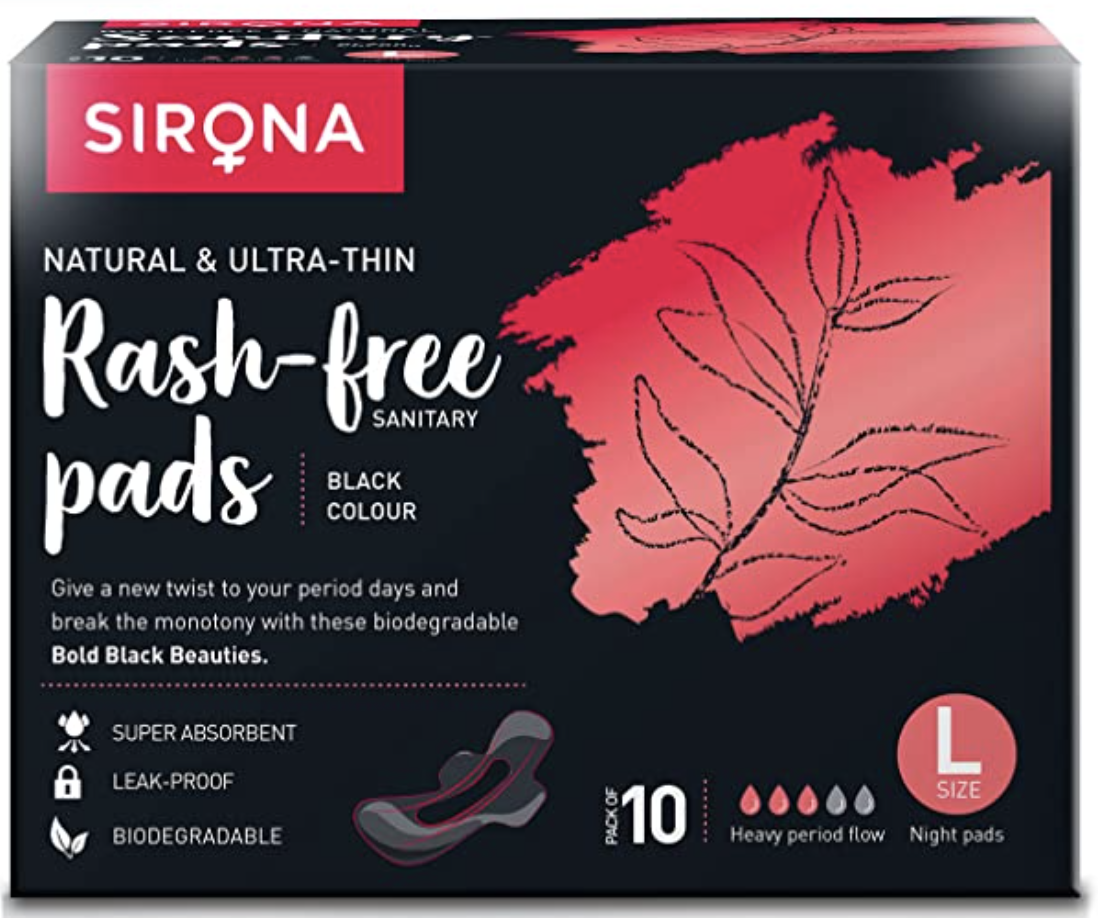 SIRONA
NATURAL & ULTRA-THIN
Rash-free
SANITARY
pads
BLACK
COLOUR
Give a new twist to your period days and
break the monotony with these biodegradable
Bold Black Beauties.
SUPER ABSORBENT
LEAK-PROOF
BIODEGRADABLE
PACK OF
10
Heavy period flow
L
SIZE
Night pads